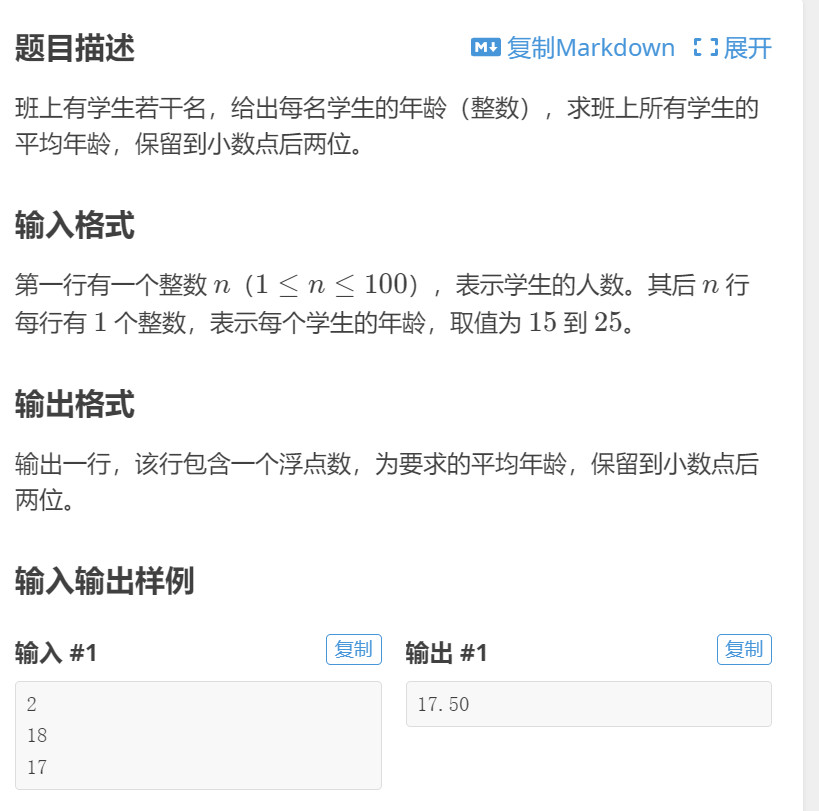 题目描述
M↓ 复制Markdown 展开
班上有学生若干名，给出每名学生的年龄（整数），求班上所有学生的
平均年龄，保留到小数点后两位。
输入格式
第一行有一个整数 n（1 ≤ n ≤ 100），表示学生的人数。其后 n 行
每行有 1 个整数，表示每个学生的年龄，取值为 15 到 25。
输出格式
输出一行，该行包含一个浮点数，为要求的平均年龄，保留到小数点后
两位。
输入输出样例
输入 #1
复制
2
18
17
输出 #1
复制
17.50